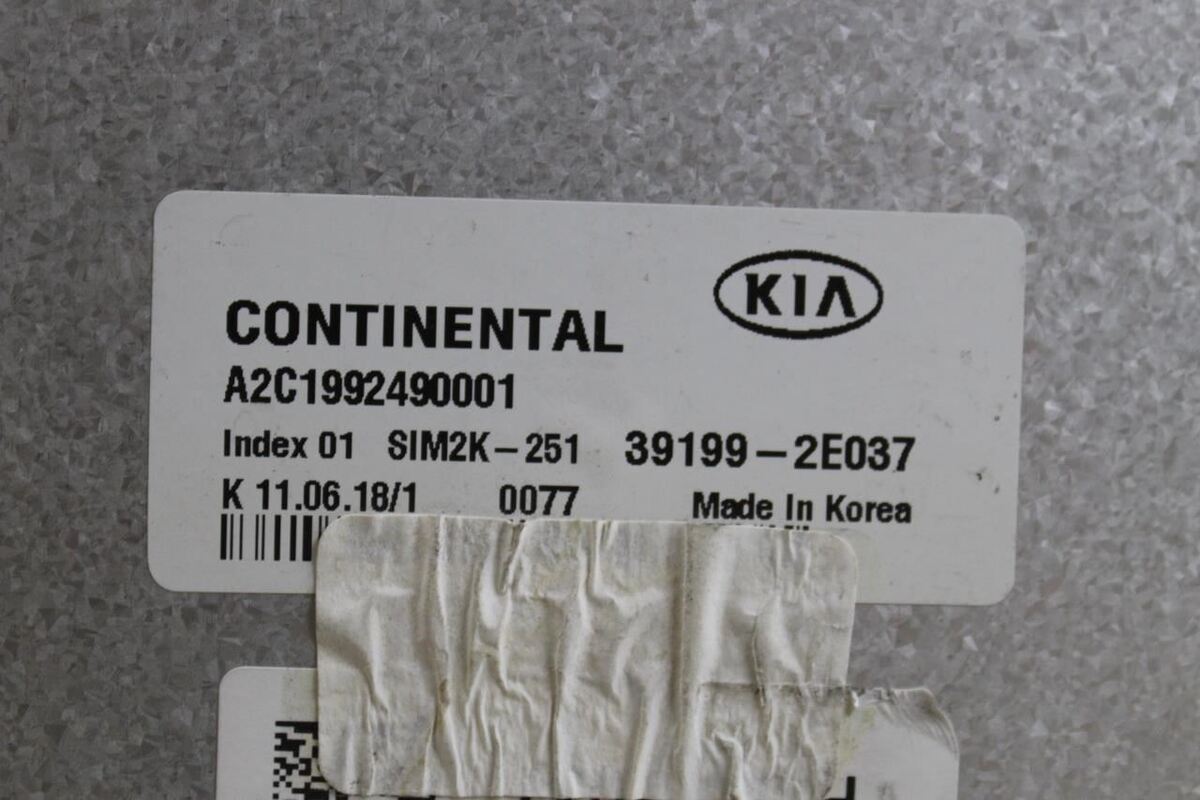 KIA
CONTINENTAL
A2C1992490001
Index 01 SIM2K-251 39199-2E037
K 11.06.18/1 0077 Made In Korea